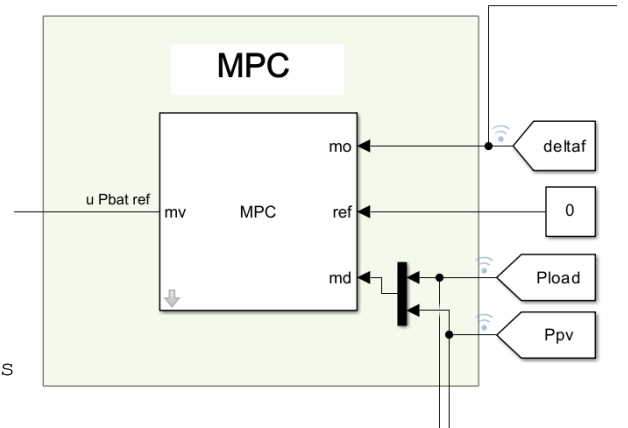 MPC
mo
deltaf
u Pbat ref
mv
MPC
ref
0
md
Pload
Ppv
s